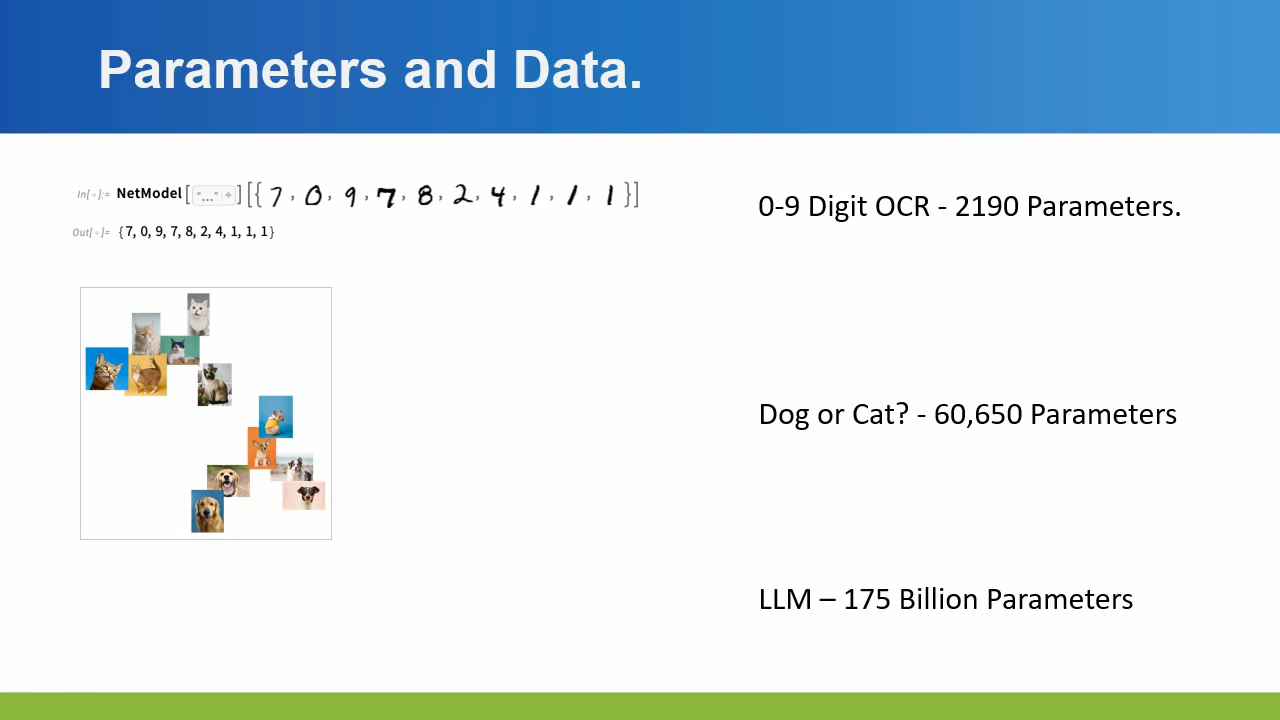 Parameters and Data.
In[ ]:= NetModel["..."][{7, 0, 9, 7, 8, 2, 4, 1, 1, 1}]
Out[ ]= {7, 0, 9, 7, 8, 2, 4, 1, 1, 1}
0-9 Digit OCR - 2190 Parameters.
Dog or Cat? - 60,650 Parameters
LLM – 175 Billion Parameters